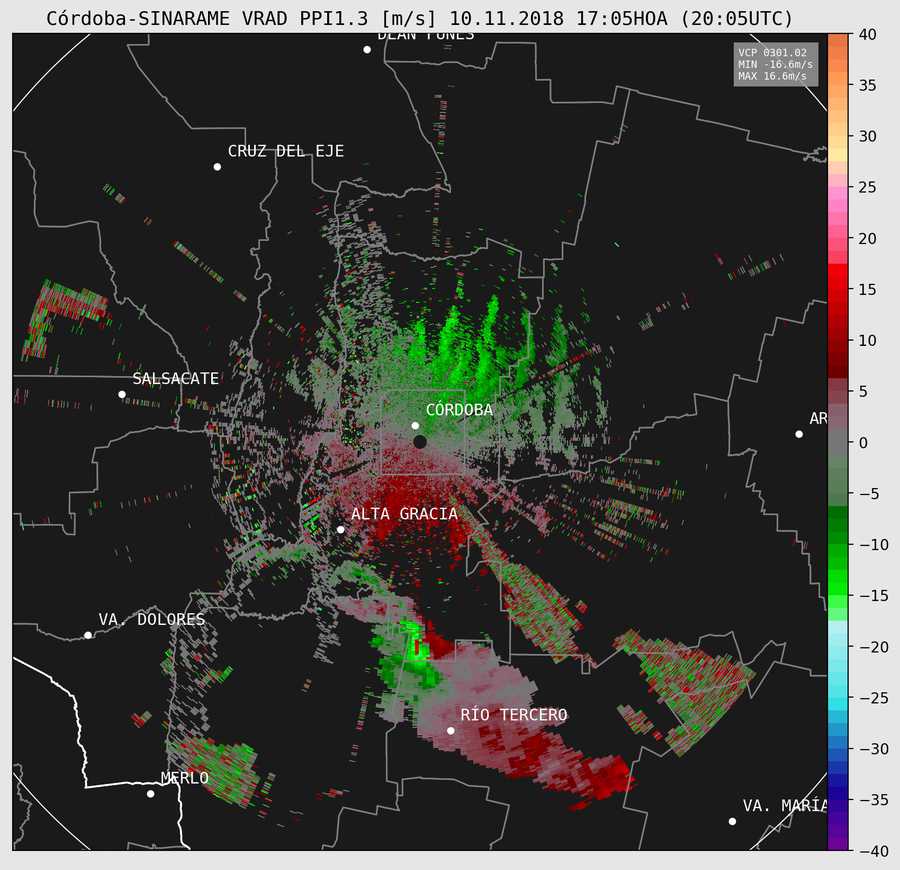 Córdoba-SINARAME VRAD PPI1.3 [m/s] 10.11.2018 17:05HOA (20:05UTC)
DEAN FUNES
VCP 0301.02
MIN -16.6m/s
MAX 16.6m/s
CRUZ DEL EJE
SALSACATE
CÓRDOBA
AR
ALTA GRACIA
VA. DOLORES
RÍO TERCERO
MERLO
VA. MARÍA
40
35
30
25
20
15
10
5
0
−5
−10
−15
−20
−25
−30
−35
−40